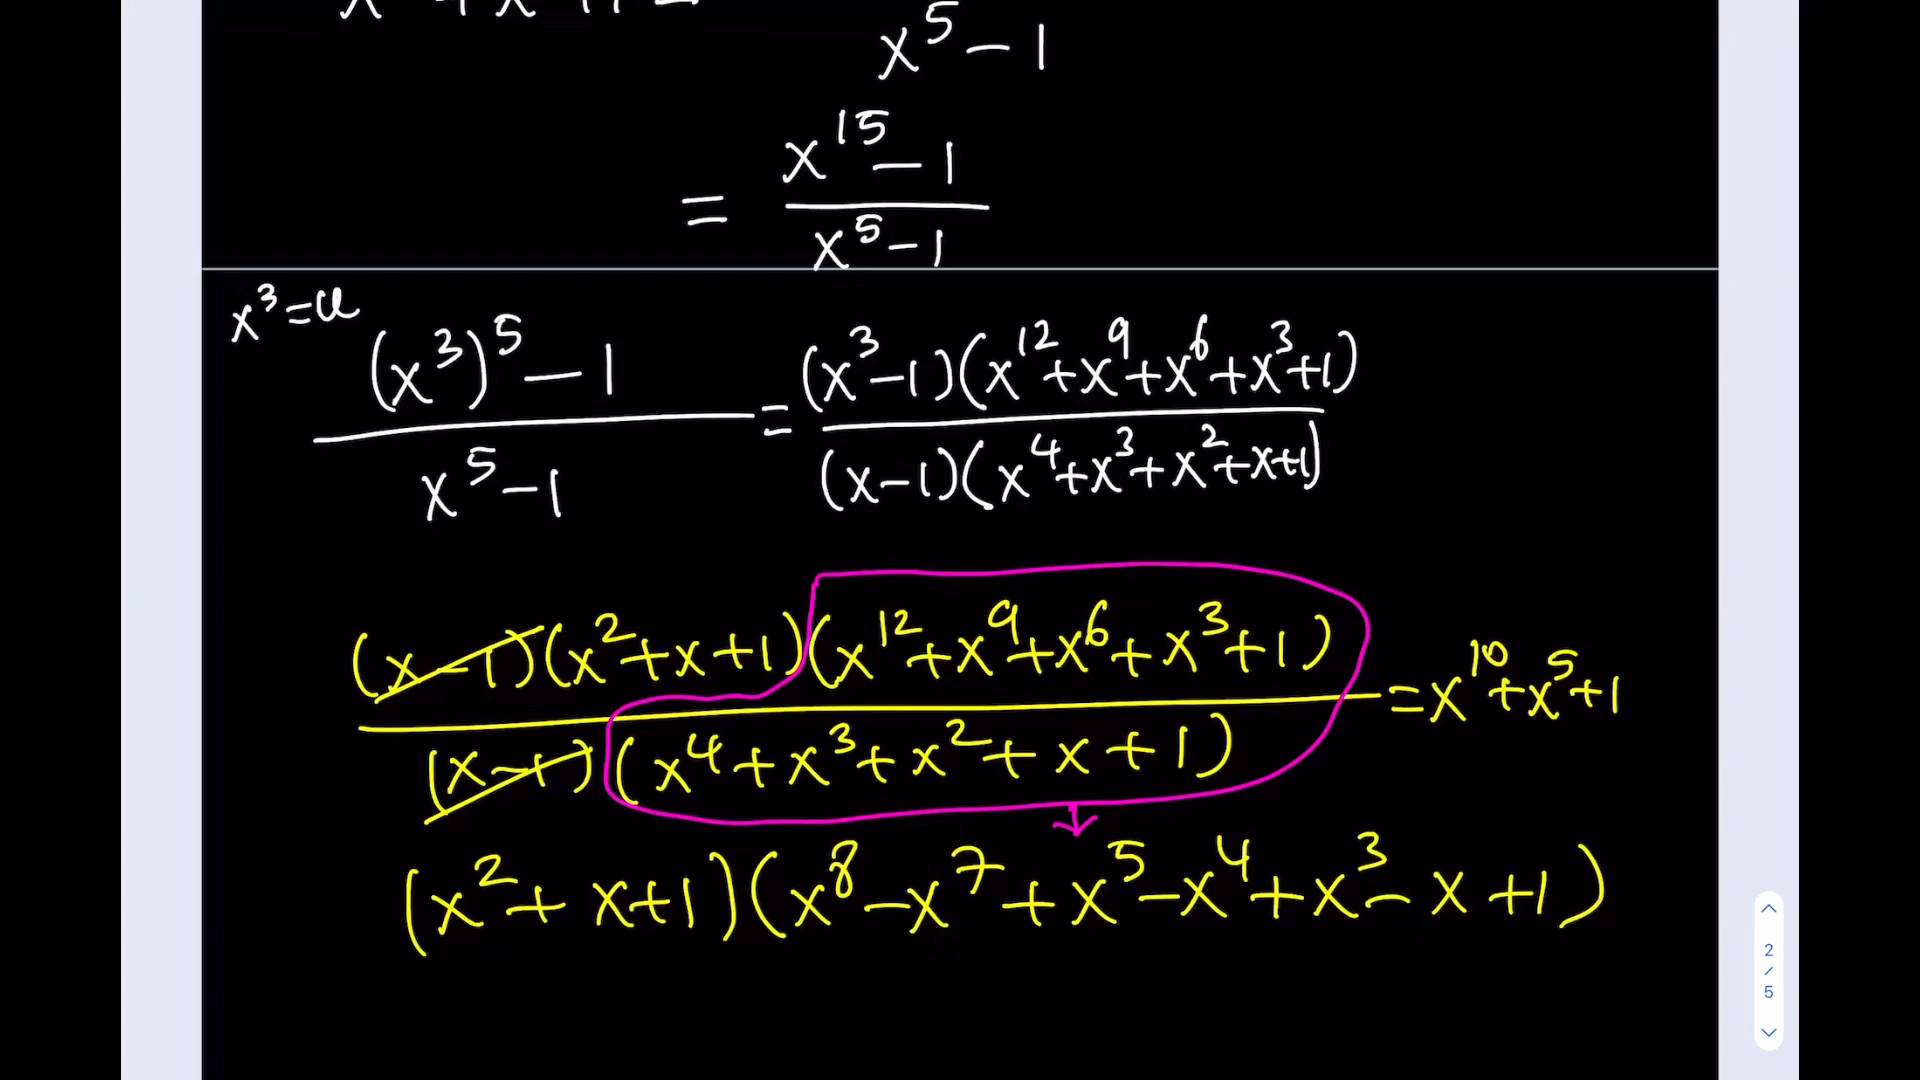 x^5 - 1
= (x^15 - 1)/(x^5 - 1)
x^3 = u
((x^3)^5 - 1)/(x^5 - 1) = ((x^3 - 1)(x^12 + x^9 + x^6 + x^3 + 1))/((x - 1)(x^4 + x^3 + x^2 + x + 1))
((x - 1)(x^2 + x + 1)(x^12 + x^9 + x^6 + x^3 + 1))/((x - 1)(x^4 + x^3 + x^2 + x + 1)) = x^10 + x^5 + 1
(x^2 + x + 1)(x^8 - x^7 + x^5 - x^4 + x^3 - x + 1)
2
/
5